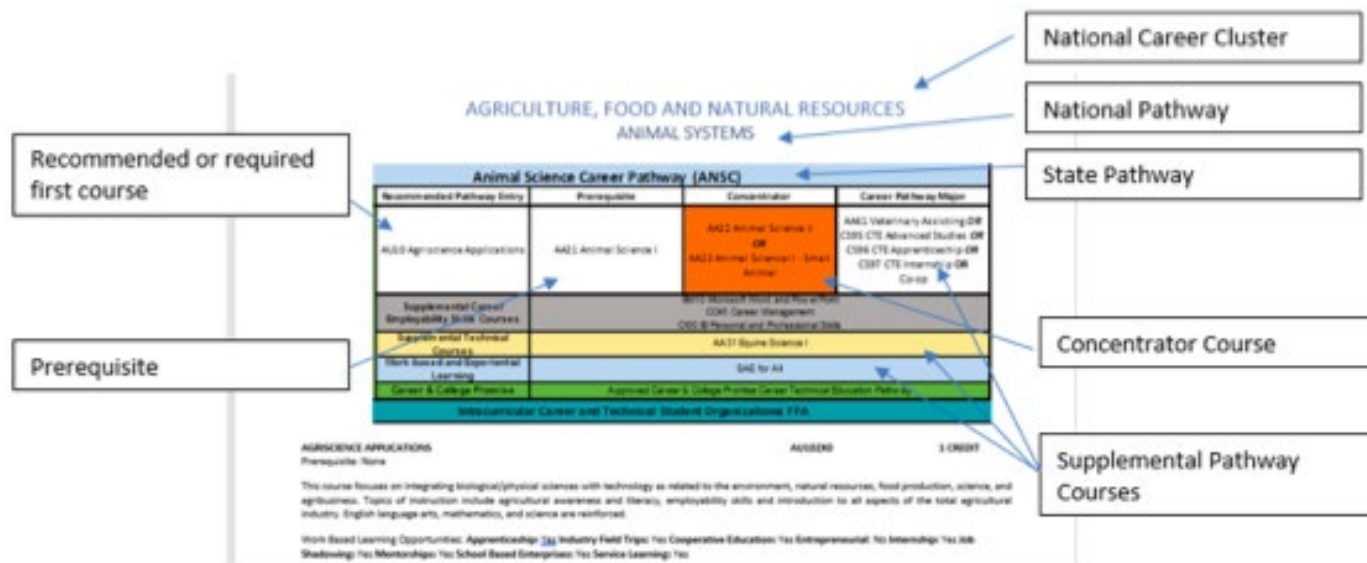 National Career Cluster
AGRICULTURE, FOOD AND NATURAL RESOURCES
National Pathway
ANIMAL SYSTEMS
Recommended or required
first course
State Pathway
Animal Science Career Pathway (ANSC)
Recommended Pathway Entry Prerequisite Concentrator Career Pathway Major
AU10 Agriscience Applications
AA21 Animal Science I
AA22 Animal Science II
OR
AA23 Animal Science II - Small
Animal
AA61 Veterinary Assisting OR
CS95 CTE Advanced Studies OR
CS96 CTE Apprenticeship OR
CS97 CTE Internship OR
Co-op
Supplemental Career
Employability Skills Courses
Microsoft Word and PowerPoint
CC45 Career Management
Personal and Professional Skills
Supplemental Technical
Courses
AA31 Equine Science I
Work Based and Experiential
Learning
SAE for All
Career & College Promise Approved Career & College Promise Career Technical Education Pathway
Intracurricular Career and Technical Student Organizations FFA
Prerequisite
Concentrator Course
Supplemental Pathway
Courses
AGRISCIENCE APPLICATIONS 1 CREDIT
Prerequisite: None
This course focuses on integrating biological/physical sciences with technology as related to the environment, natural resources, food production, science, and
agribusiness. Topics of instruction include agricultural awareness and literacy, employability skills and introduction to all aspects of the total agricultural
industry. English language arts, mathematics, and science are reinforced.
Work Based Learning Opportunities: Apprenticeship: Yes Industry Field Trips: Yes Cooperative Education: Yes Entrepreneurial: No Internship: Yes Job
Shadowing: Yes Mentorships: Yes School Based Enterprises: Yes Service Learning: Yes